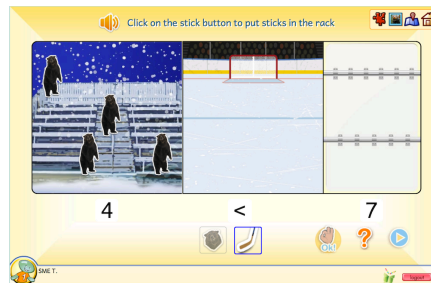 Click on the stick button to put sticks in the rack
4 < 7
Ok!
SME T.
logout